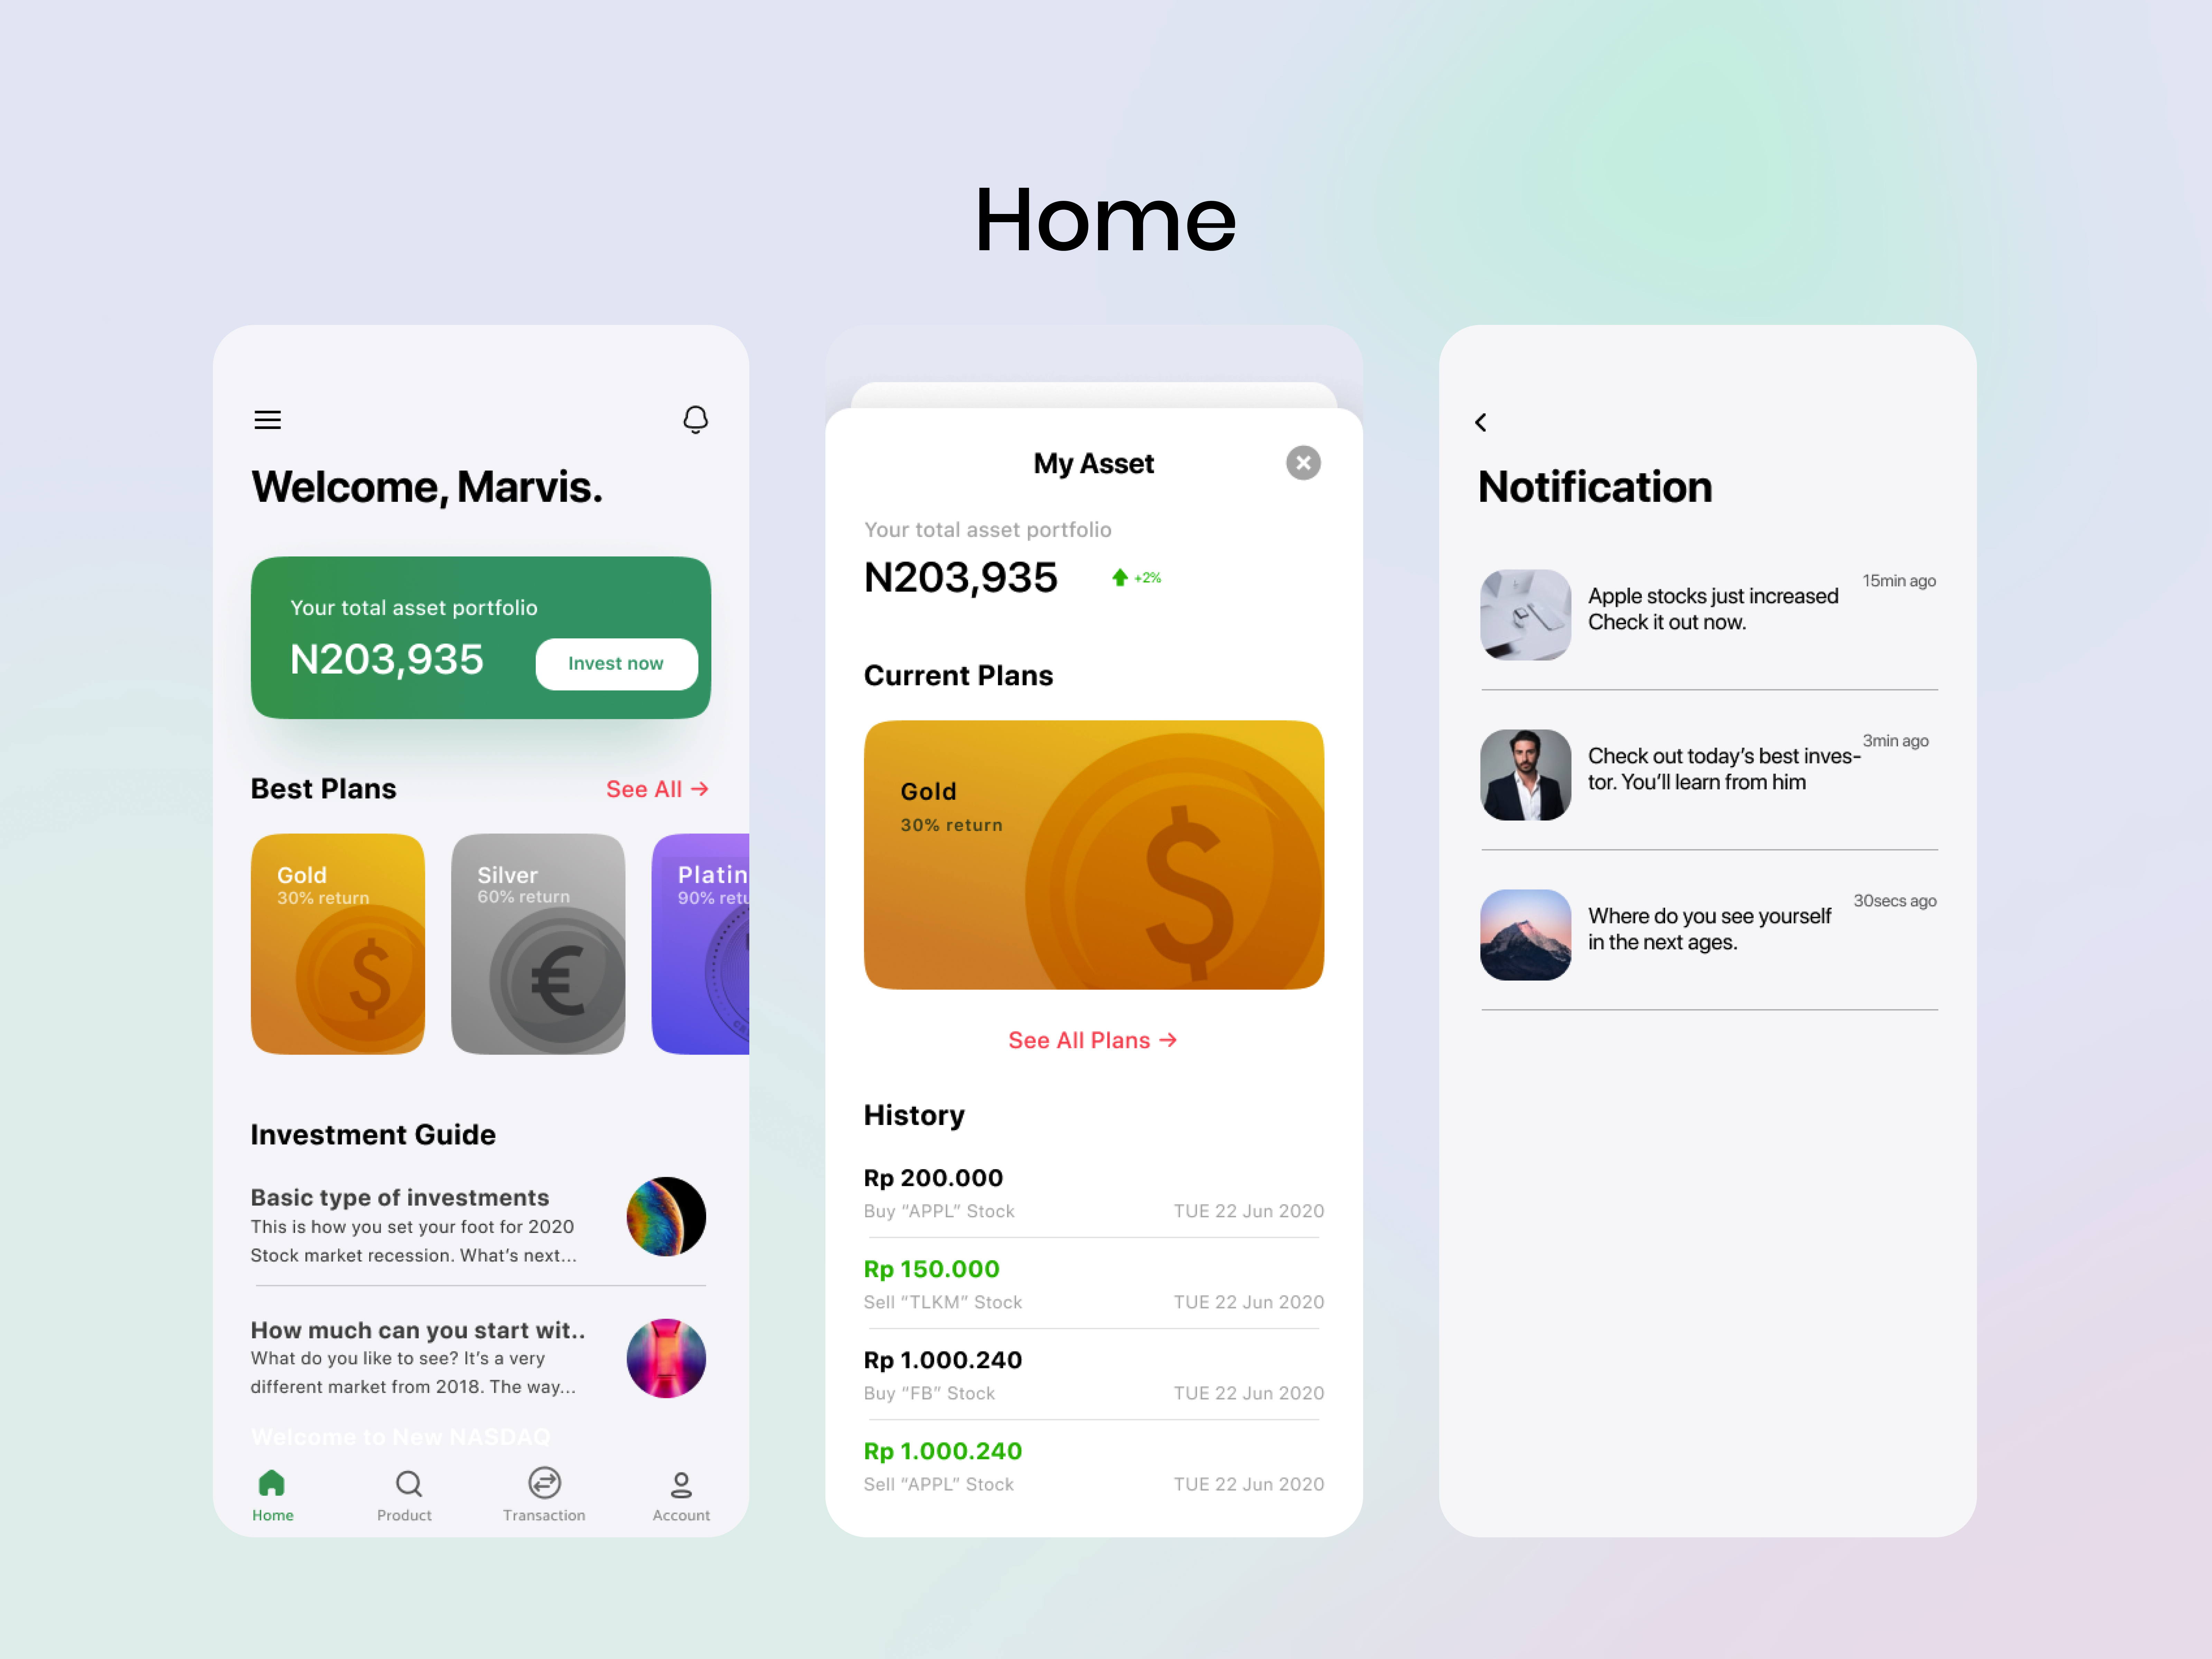 Home
Welcome, Marvis.
Your total asset portfolio
N203,935
Invest now
Best Plans
See All →
Gold
30% return
Silver
60% return
Platin
90% retu
Investment Guide
Basic type of investments
This is how you set your foot for 2020
Stock market recession. What's next...
How much can you start wit..
What do you like to see? It's a very
different market from 2018. The way...
Welcome to New NASDAQ
Home
Product
Transaction
Account
My Asset
Your total asset portfolio
N203,935
+2%
Current Plans
Gold
30% return
See All Plans →
History
Rp 200.000
Buy “APPL” Stock
TUE 22 Jun 2020
Rp 150.000
Sell “TLKM” Stock
TUE 22 Jun 2020
Rp 1.000.240
Buy “FB” Stock
TUE 22 Jun 2020
Rp 1.000.240
Sell “APPL” Stock
TUE 22 Jun 2020
Notification
Apple stocks just increased
Check it out now.
15min ago
Check out today's best inves-
tor. You'll learn from him
3min ago
Where do you see yourself
in the next ages.
30secs ago